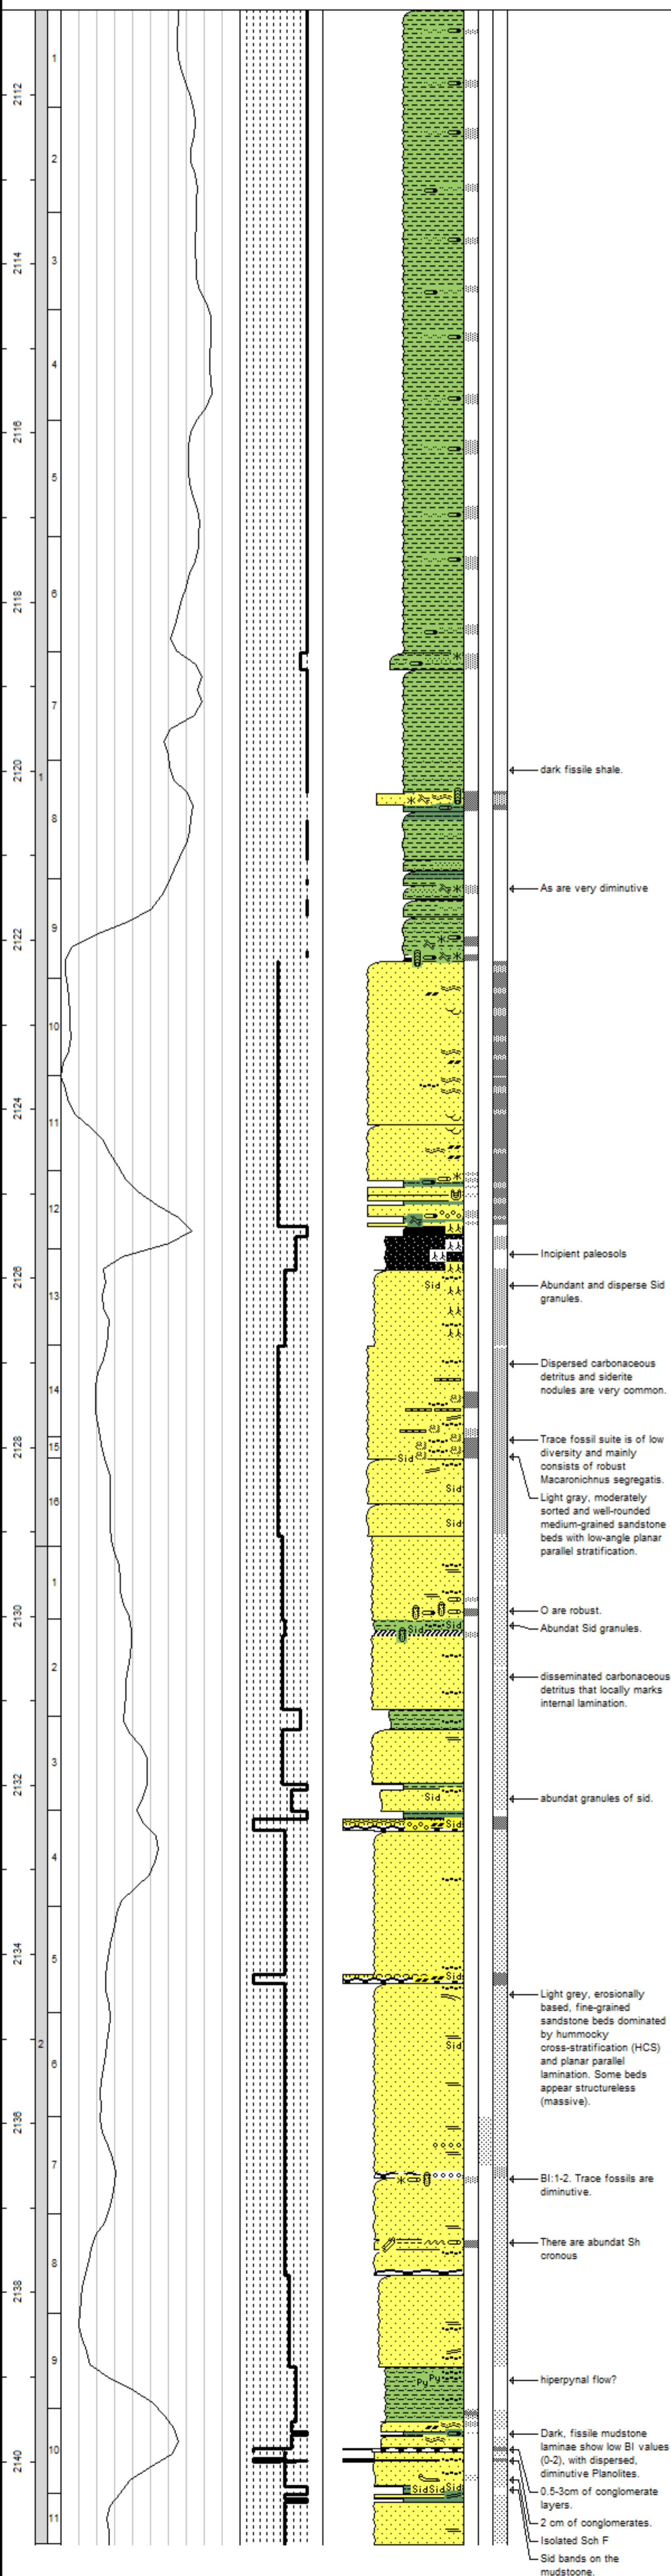 2112
2114
2116
2118
2120
2122
2124
2126
2128
2130
2132
2134
2136
2138
2140
1
2
1
2
3
4
5
6
7
8
9
10
11
12
13
14
15
16
1
2
3
4
5
6
7
8
9
10
11
Sid
Sid
Sid
Sid
Sid
Sid
Sid
Sid
Sid
Sid
Py
Py
SidSidSid
dark fissile shale.
As are very diminutive
Incipient paleosols
Abundant and disperse Sid
granules.
Dispersed carbonaceous
detritus and siderite
nodules are very common.
Trace fossil suite is of low
diversity and mainly
consists of robust
Macaronichnus segregatis.
Light gray, moderately
sorted and well-rounded
medium-grained sandstone
beds with low-angle planar
parallel stratification.
O are robust.
Abundat Sid granules.
disseminated carbonaceous
detritus that locally marks
internal lamination.
abundat granules of sid.
Light grey, erosionally
based, fine-grained
sandstone beds dominated
by hummocky
cross-stratification (HCS)
and planar parallel
lamination. Some beds
appear structureless
(massive).
BI:1-2. Trace fossils are
diminutive.
There are abundat Sh
cronous
hiperpynal flow?
Dark, fissile mudstone
laminae show low BI values
(0-2), with dispersed,
diminutive Planolites.
0.5-3cm of conglomerate
layers.
2 cm of conglomerates.
Isolated Sch F
Sid bands on the
mudstoone.